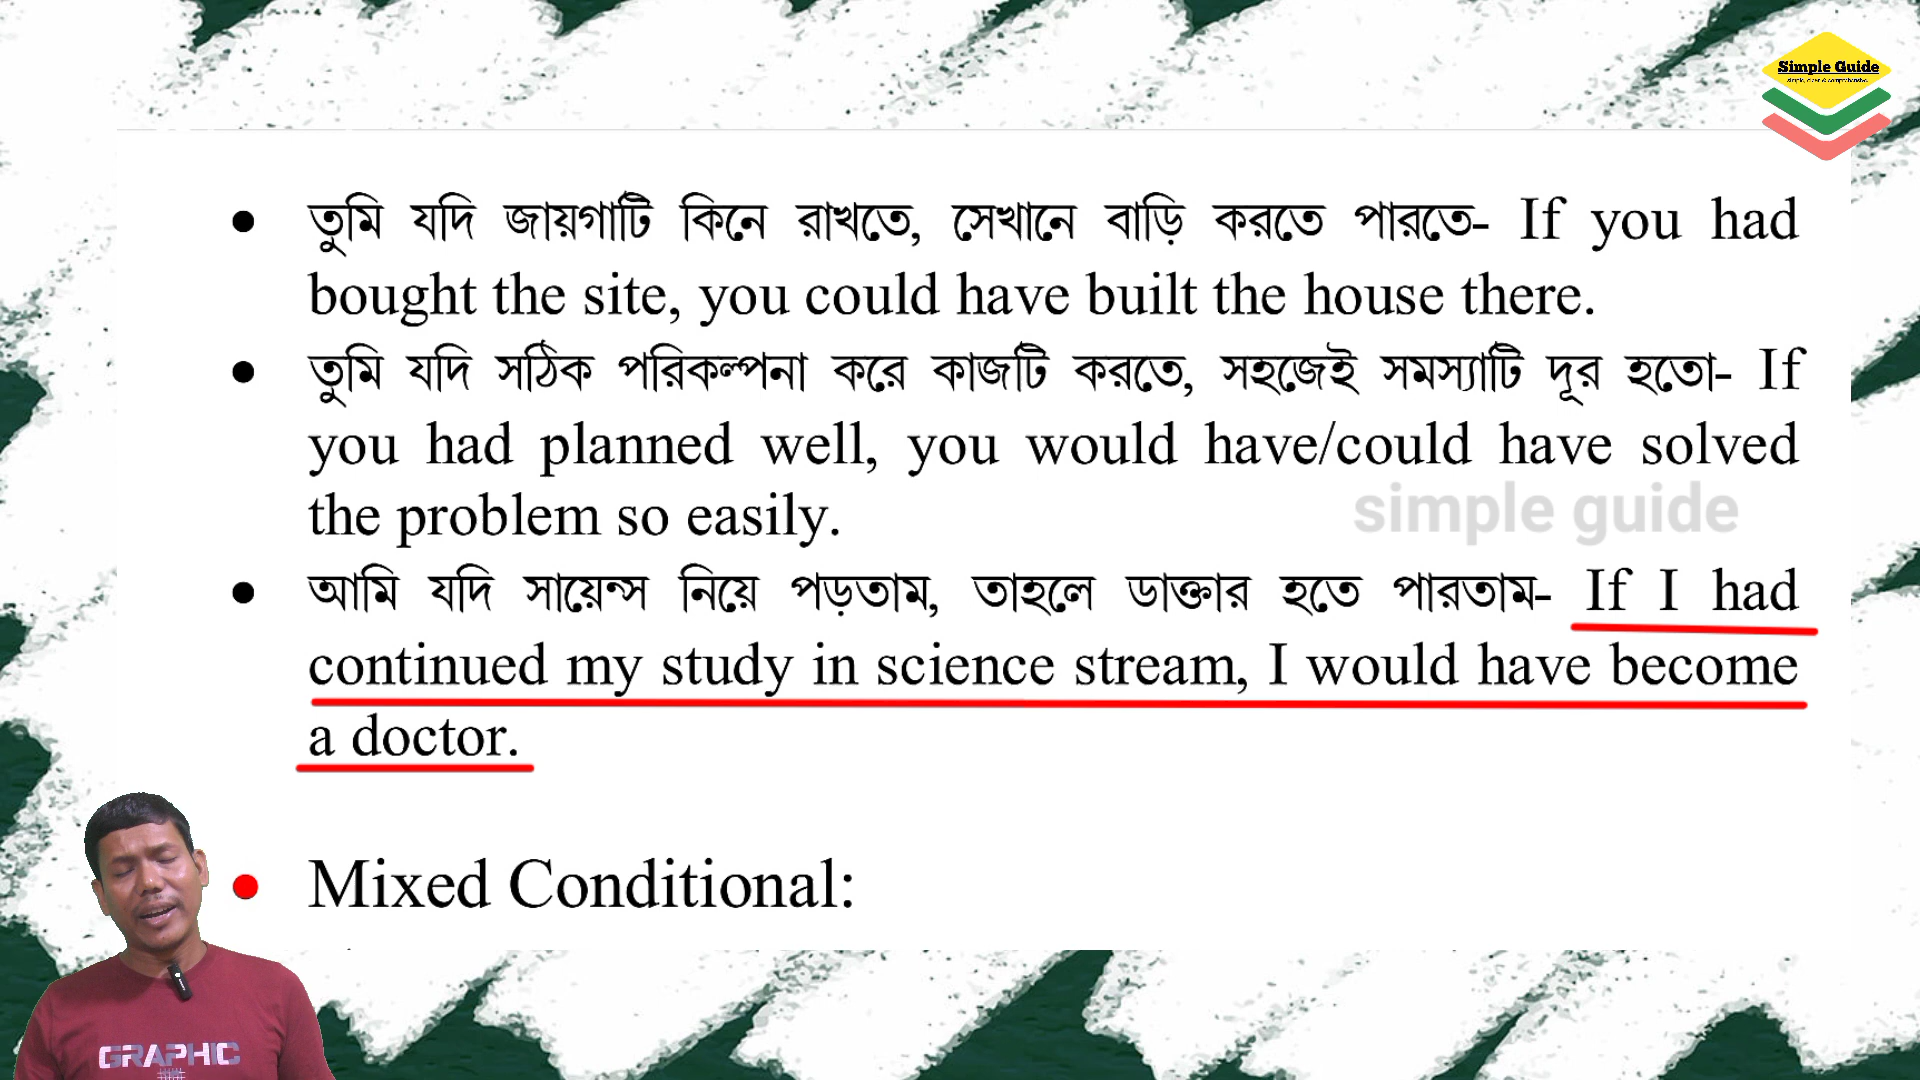 Simple Guide
তুমি যদি জায়গাটি কিনে রাখতে, সেখানে বাড়ি করতে পারতে- If you had
bought the site, you could have built the house there.
তুমি যদি সঠিক পরিকল্পনা করে কাজটি করতে, সহজেই সমস্যাটি দূর হতো- If
you had planned well, you would have/could have solved
the problem so easily.
simple guide
আমি যদি সায়েন্স নিয়ে পড়তাম, তাহলে ডাক্তার হতে পারতাম- If I had
continued my study in science stream, I would have become
a doctor.
Mixed Conditional:
GRAPHIC